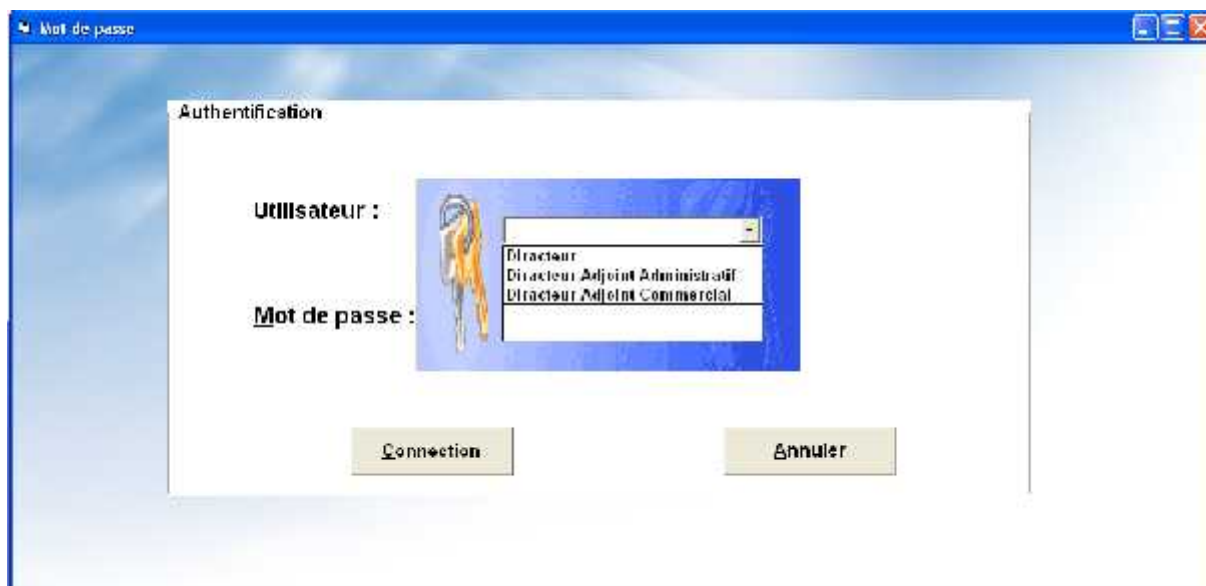 Mot de passe
Authentification
Utilisateur :
Directeur
Directeur Adjoint Administratif
Directeur Adjoint Commercial
Mot de passe :
Connection
Annuler